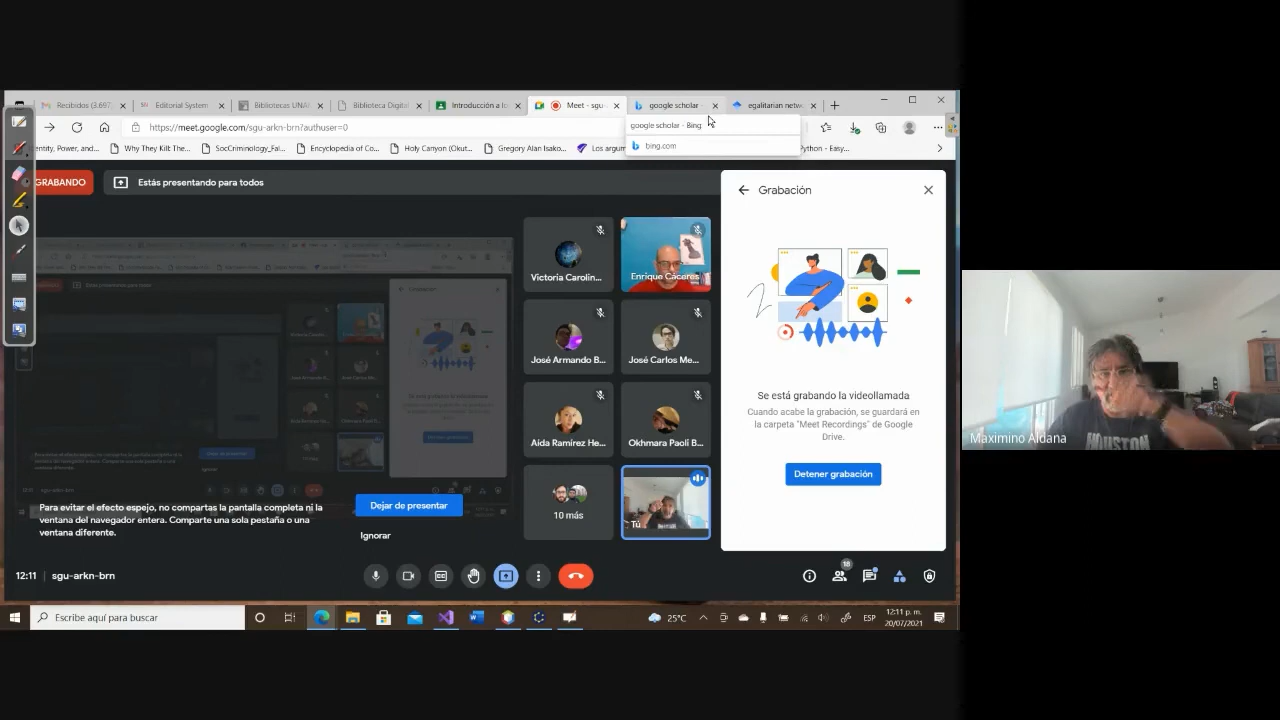 Recibidos (3.697)
Editorial System
Bibliotecas UNA
Biblioteca Digital
Introducción a lo
Meet - sgu-
google scholar -
egalitarian netw
https://meet.google.com/sgu-arkn-brn?authuser=0
google scholar - Bing
bing.com
dentity, Power, and...
Why They Kill: The...
SocCriminology_Fal...
Encyclopedia of Co...
Holy Canyon (Okut...
Gregory Alan Isako...
Los argum
Python - Easy...
GRABANDO
Estás presentando para todos
Grabación
Victoria Carolin...
Enrique Cáceres
José Armando B...
José Carlos Me...
Aida Ramírez He...
Okhmara Paoli B...
10 más
Tú
Se está grabando la videollamada
Cuando acabe la grabación, se guardará en
la carpeta "Meet Recordings" de Google
Drive.
Detener grabación
Para evitar el efecto espejo, no compartas la pantalla completa ni la
ventana del navegador entera. Comparte una sola pestaña o una
ventana diferente.
Dejar de presentar
Ignorar
12:11 | sgu-arkn-brn
18
Escribe aquí para buscar
25°C
ESP
12:11 p. m.
20/07/2021
Maximino Aldana
HOUSTON